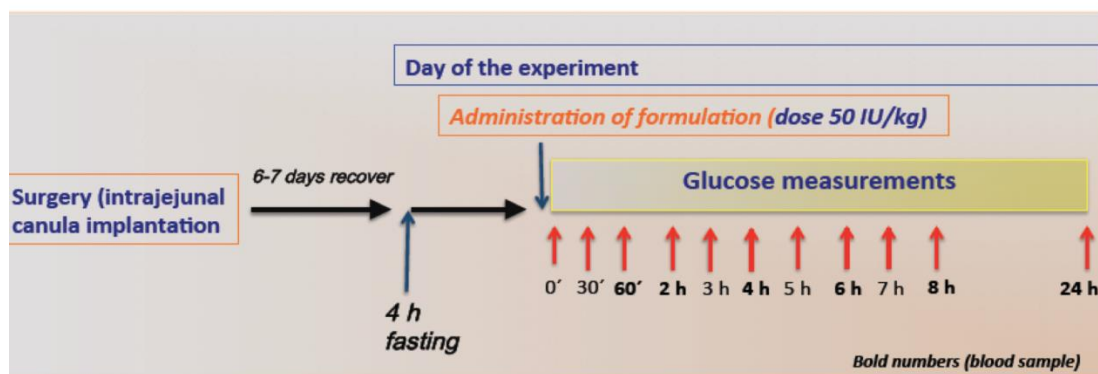 Day of the experiment
Administration of formulation (dose 50 IU/kg)
6-7 days recover
Surgery (intrajejunal
canula implantation
Glucose measurements
0´ 30´ 60´ 2 h 3 h 4 h 5 h 6 h 7 h 8 h 24 h
4 h
fasting
Bold numbers (blood sample)